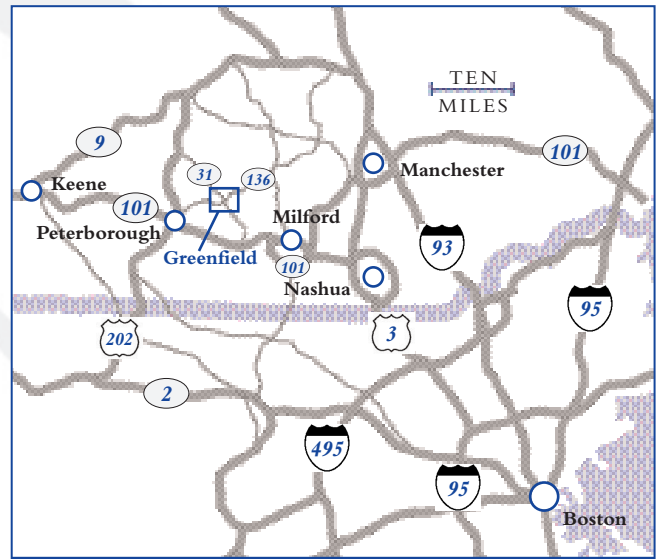 TEN
MILES
9
101
31
136
Manchester
Keene
101
Milford
Peterborough
93
Greenfield
101
Nashua
95
3
202
2
495
95
Boston